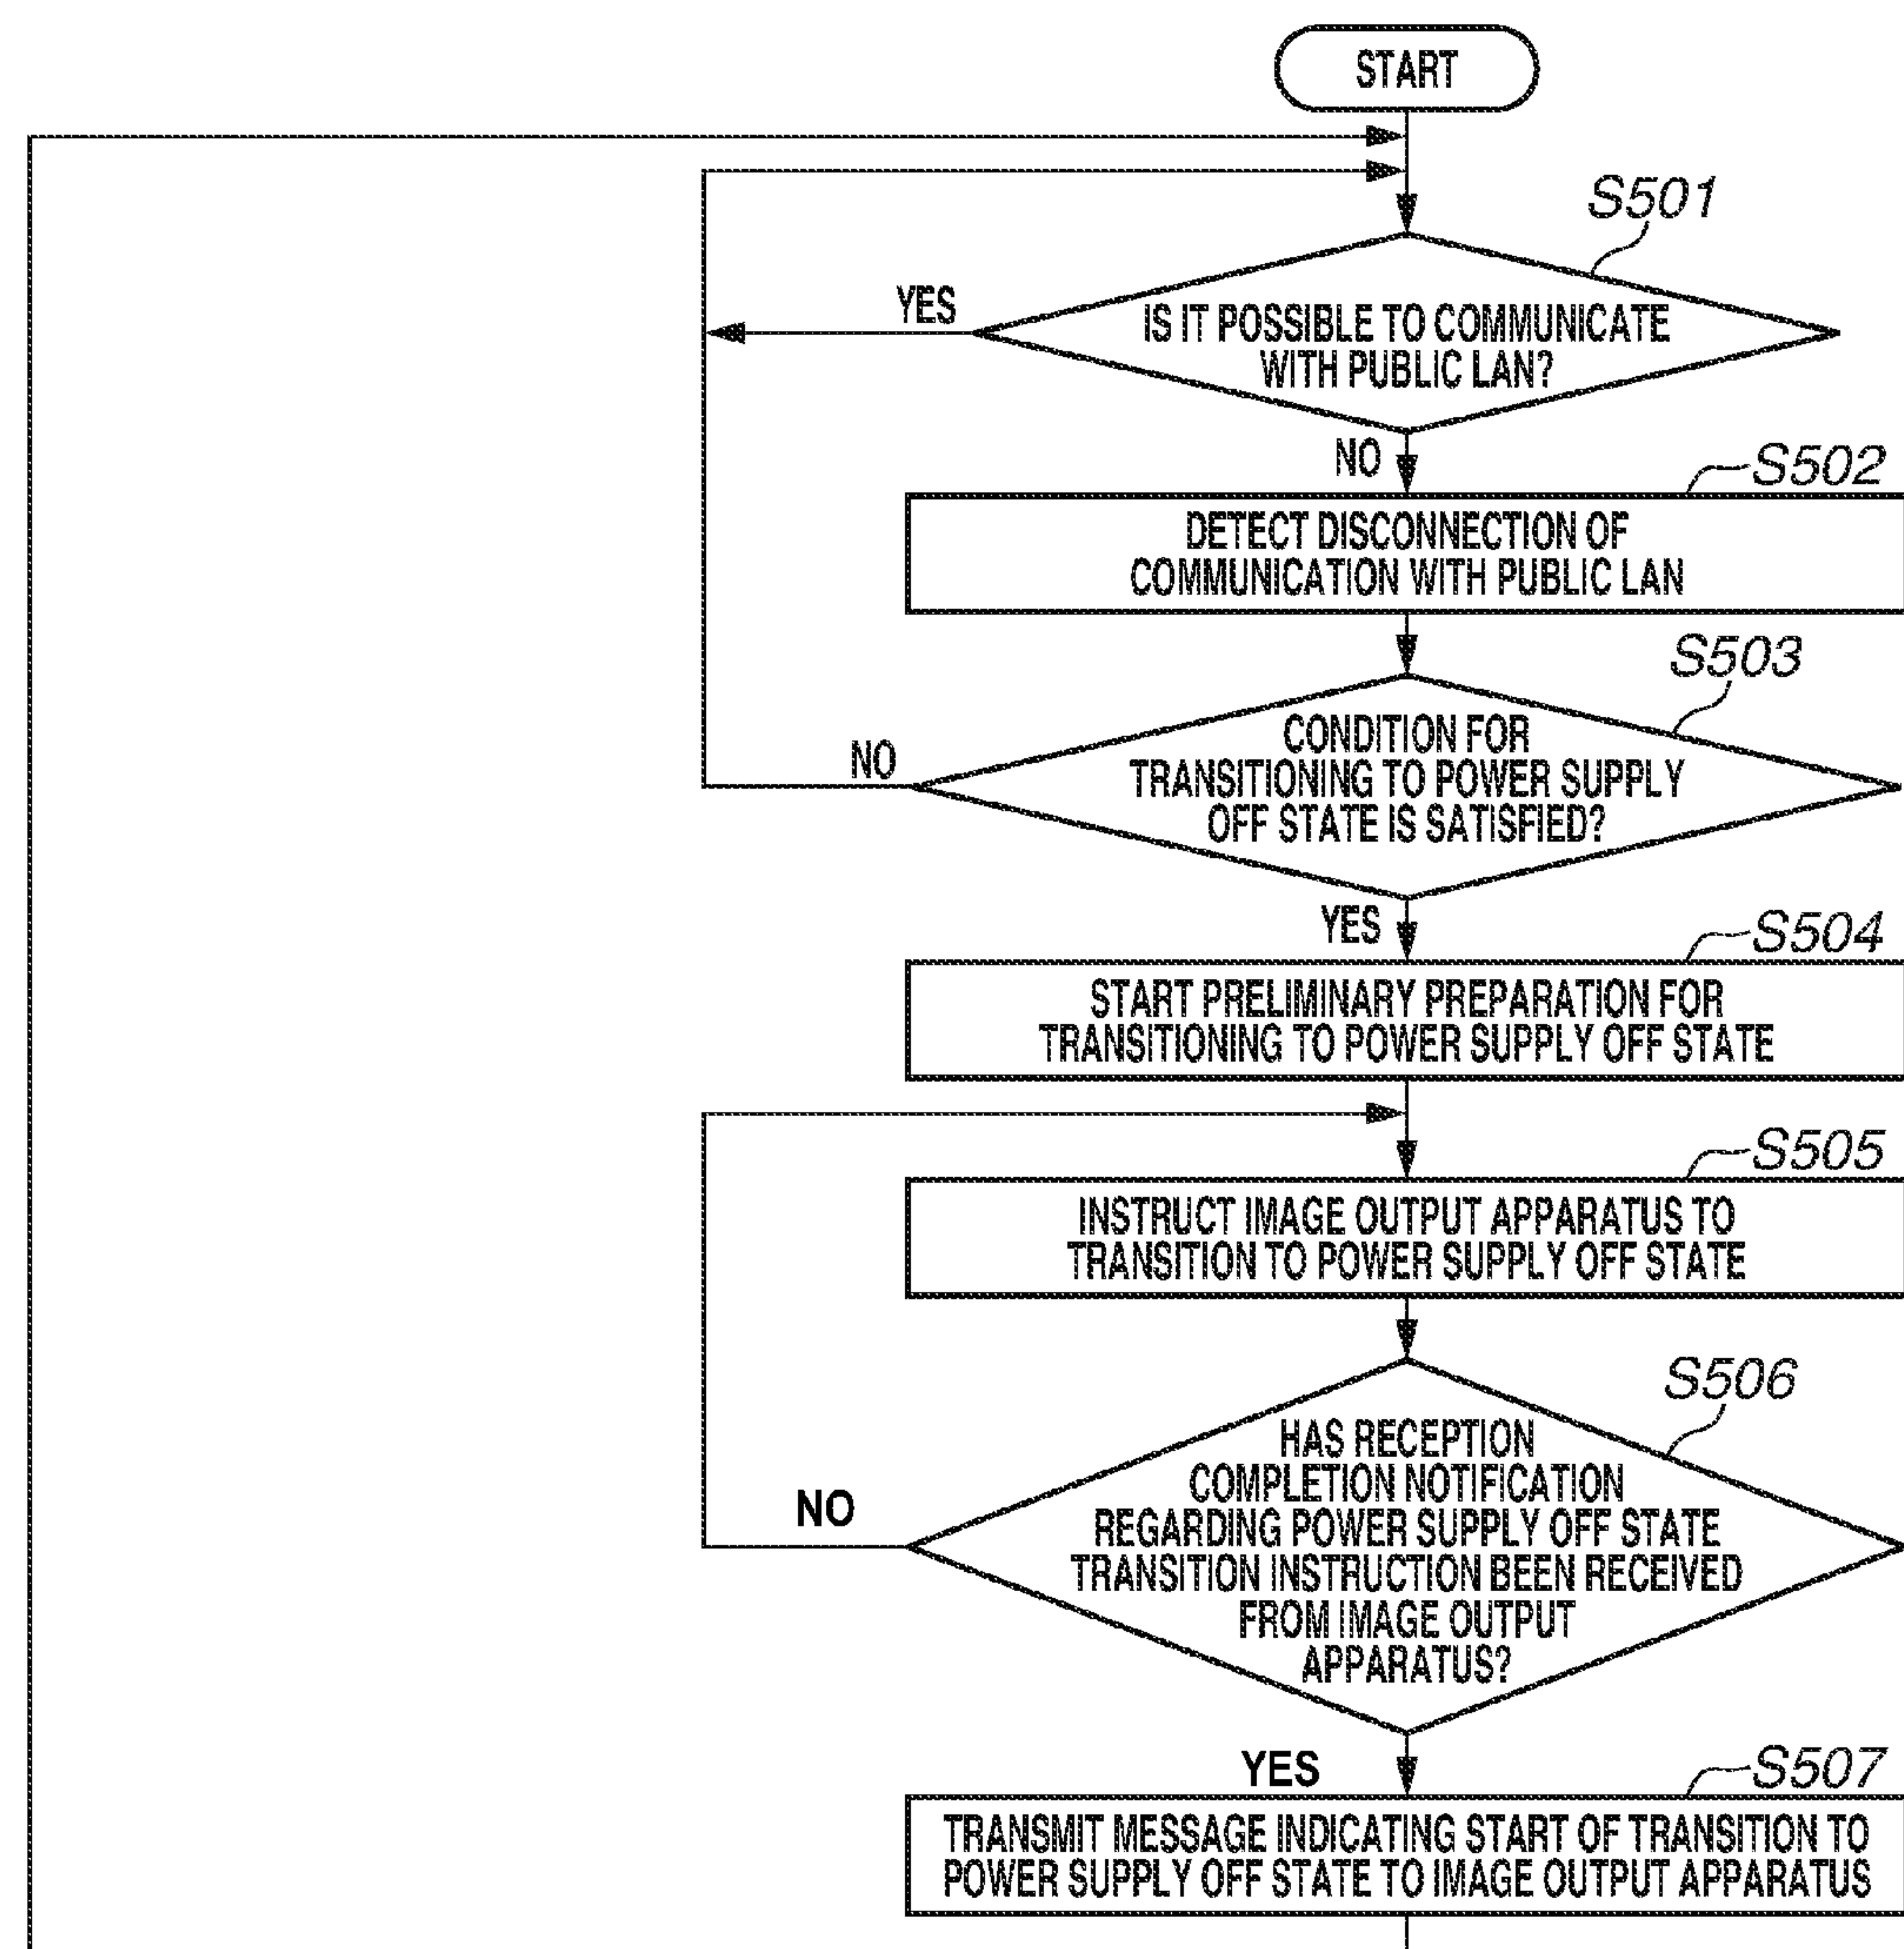 START
S501
YES
IS IT POSSIBLE TO COMMUNICATE
WITH PUBLIC LAN?
NO
S502
DETECT DISCONNECTION OF
COMMUNICATION WITH PUBLIC LAN
S503
NO
CONDITION FOR
TRANSITIONING TO POWER SUPPLY
OFF STATE IS SATISFIED?
YES
S504
START PRELIMINARY PREPARATION FOR
TRANSITIONING TO POWER SUPPLY OFF STATE
S505
INSTRUCT IMAGE OUTPUT APPARATUS TO
TRANSITION TO POWER SUPPLY OFF STATE
S506
NO
HAS RECEPTION
COMPLETION NOTIFICATION
REGARDING POWER SUPPLY OFF STATE
TRANSITION INSTRUCTION BEEN RECEIVED
FROM IMAGE OUTPUT
APPARATUS?
YES
S507
TRANSMIT MESSAGE INDICATING START OF TRANSITION TO
POWER SUPPLY OFF STATE TO IMAGE OUTPUT APPARATUS